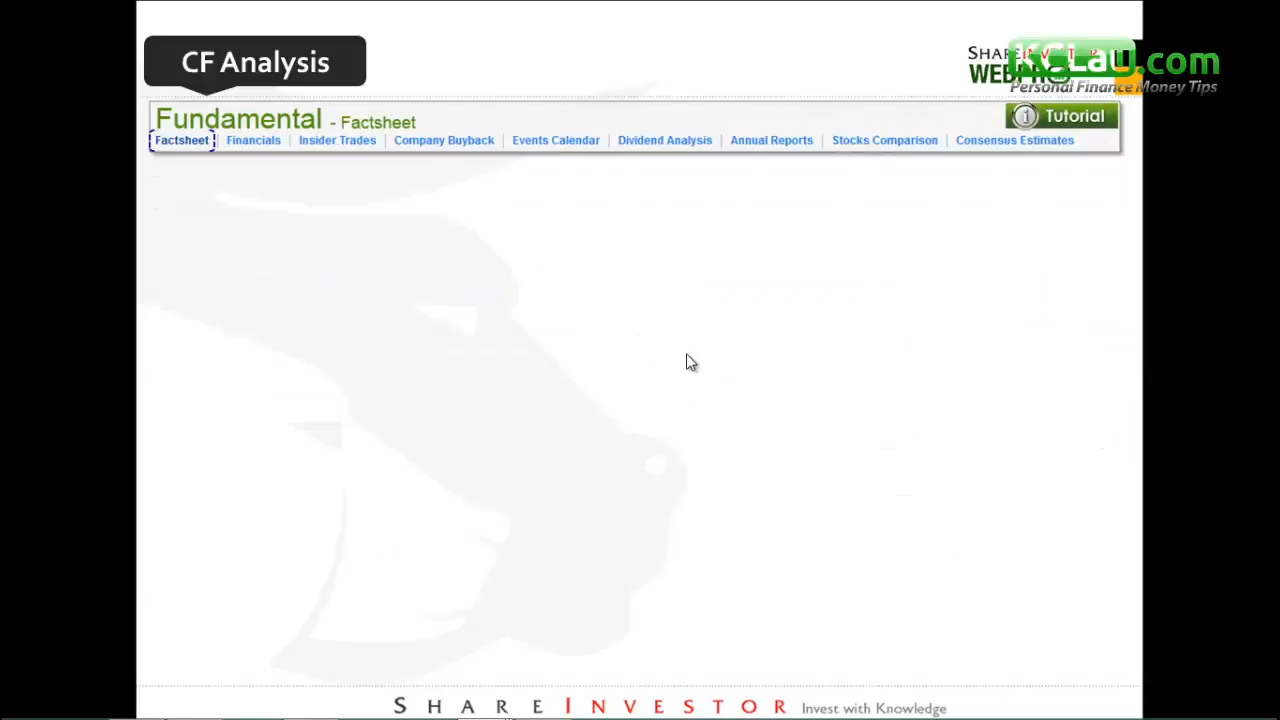 CF Analysis
SHAREINVESTOR
KCLau.com
Personal Finance Money Tips
Fundamental - Factsheet
Tutorial
Factsheet | Financials | Insider Trades | Company Buyback | Events Calendar | Dividend Analysis | Annual Reports | Stocks Comparison | Consensus Estimates
SHAREINVESTOR Invest with Knowledge